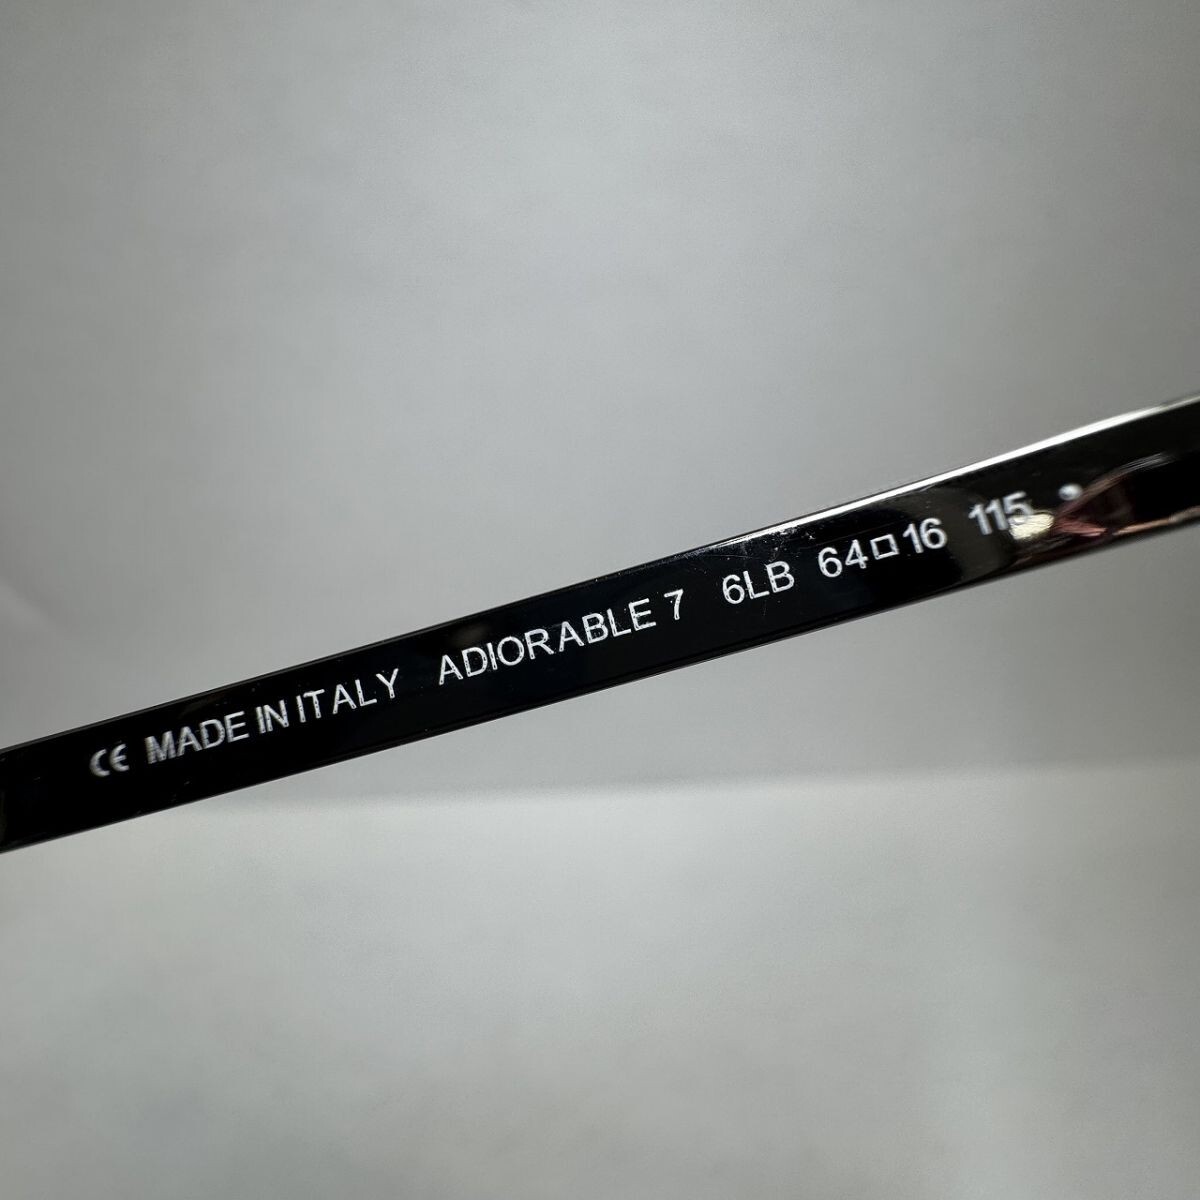 CE MADE IN ITALY ADIORABLE 7 6LB 64□16 115